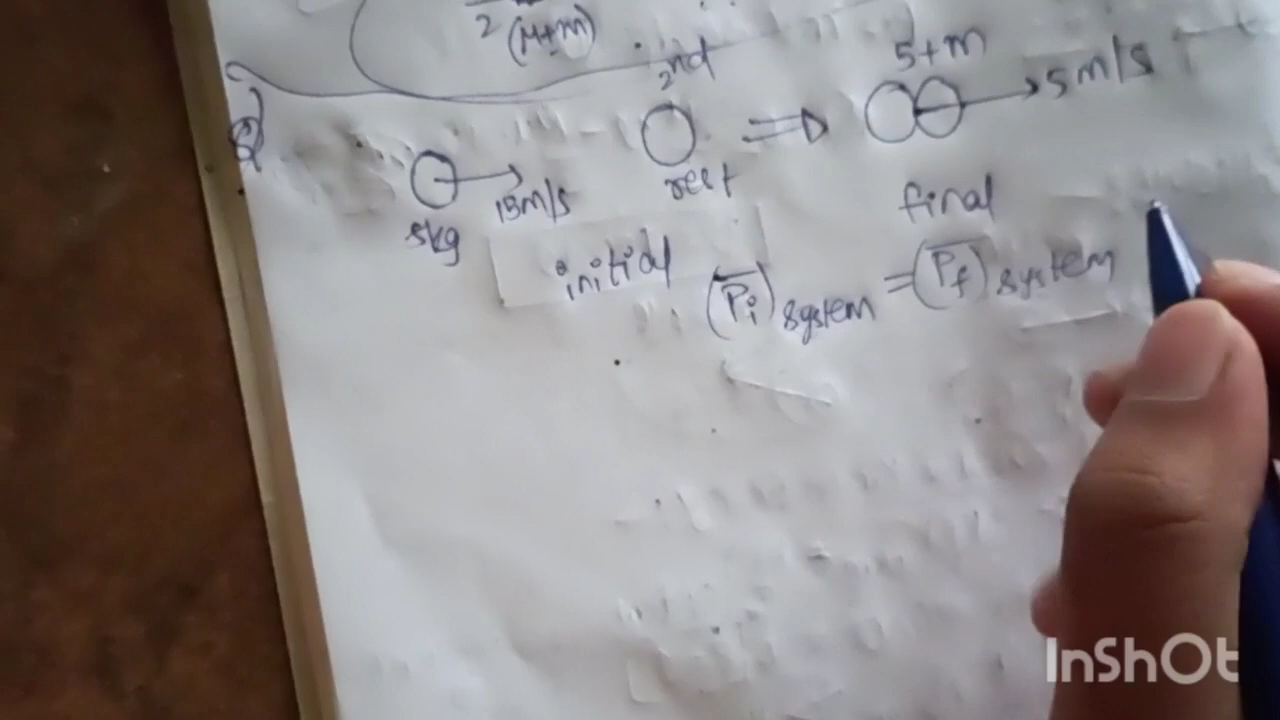 2(M+m)
Q)
5kg
15m/s
2nd
rest
5+m
5m/s
initial
final
(Pi) system = (Pf) system
InShOt